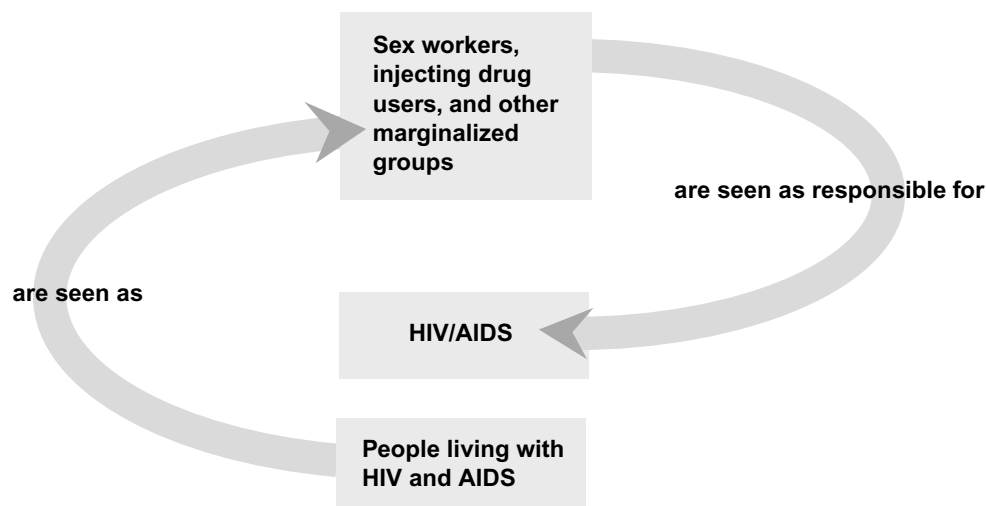 Sex workers,
injecting drug
users, and other
marginalized
groups
are seen as responsible for
are seen as
HIV/AIDS
People living with
HIV and AIDS